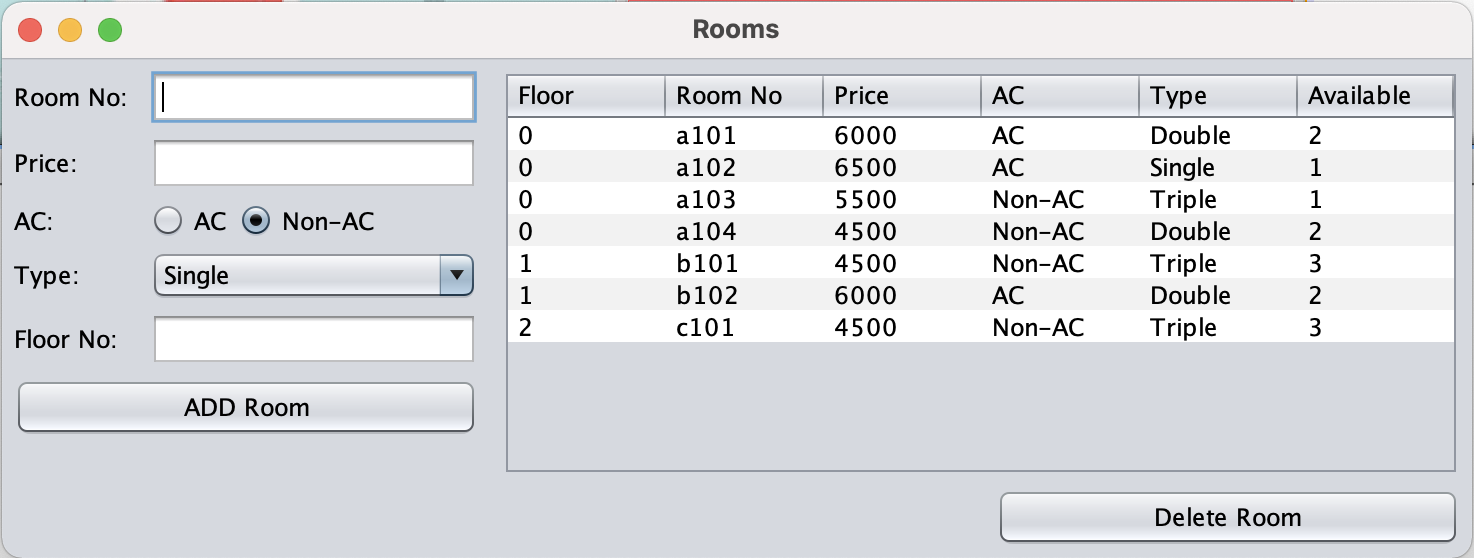 Rooms
Room No:
Price:
AC: AC Non-AC
Type: Single
Floor No:
ADD Room
Floor Room No Price AC Type Available
0 a101 6000 AC Double 2
0 a102 6500 AC Single 1
0 a103 5500 Non-AC Triple 1
0 a104 4500 Non-AC Double 2
1 b101 4500 Non-AC Triple 3
1 b102 6000 AC Double 2
2 c101 4500 Non-AC Triple 3
Delete Room